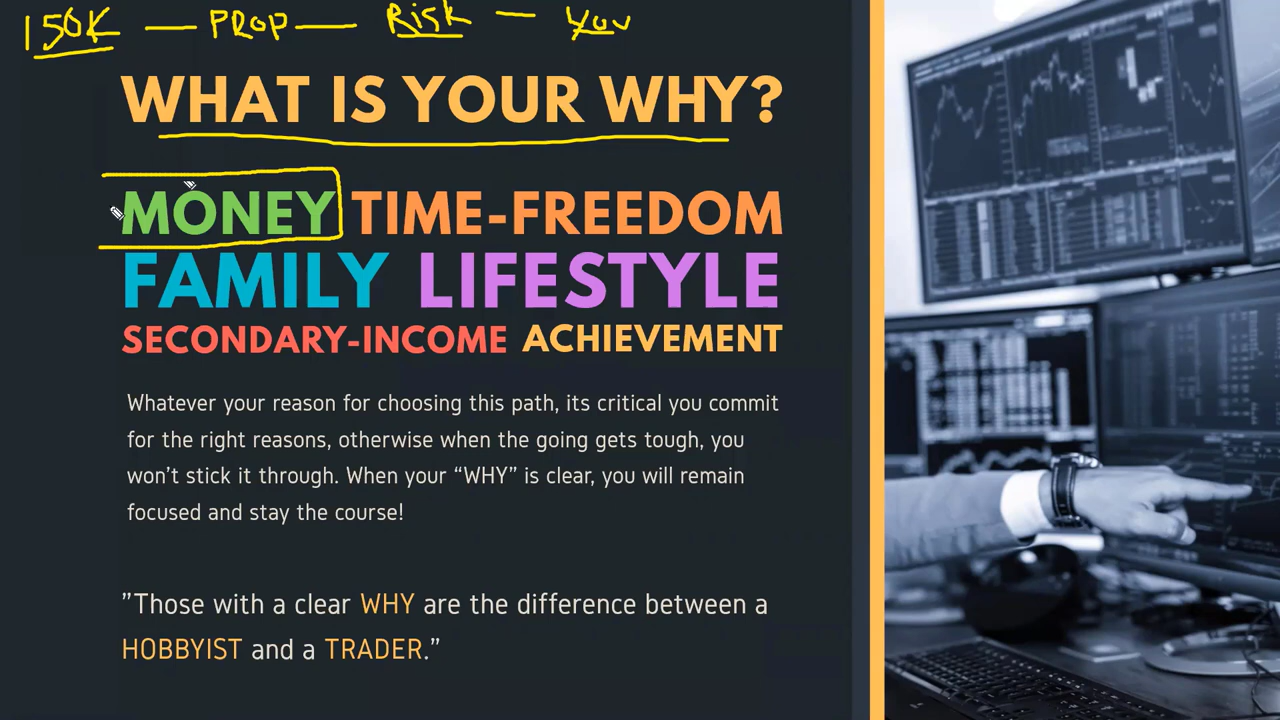 150K — PROP — Risk — You
WHAT IS YOUR WHY?
MONEY TIME-FREEDOM
FAMILY LIFESTYLE
SECONDARY-INCOME ACHIEVEMENT
Whatever your reason for choosing this path, its critical you commit
for the right reasons, otherwise when the going gets tough, you
won't stick it through. When your “WHY” is clear, you will remain
focused and stay the course!
”Those with a clear WHY are the difference between a
HOBBYIST and a TRADER.”